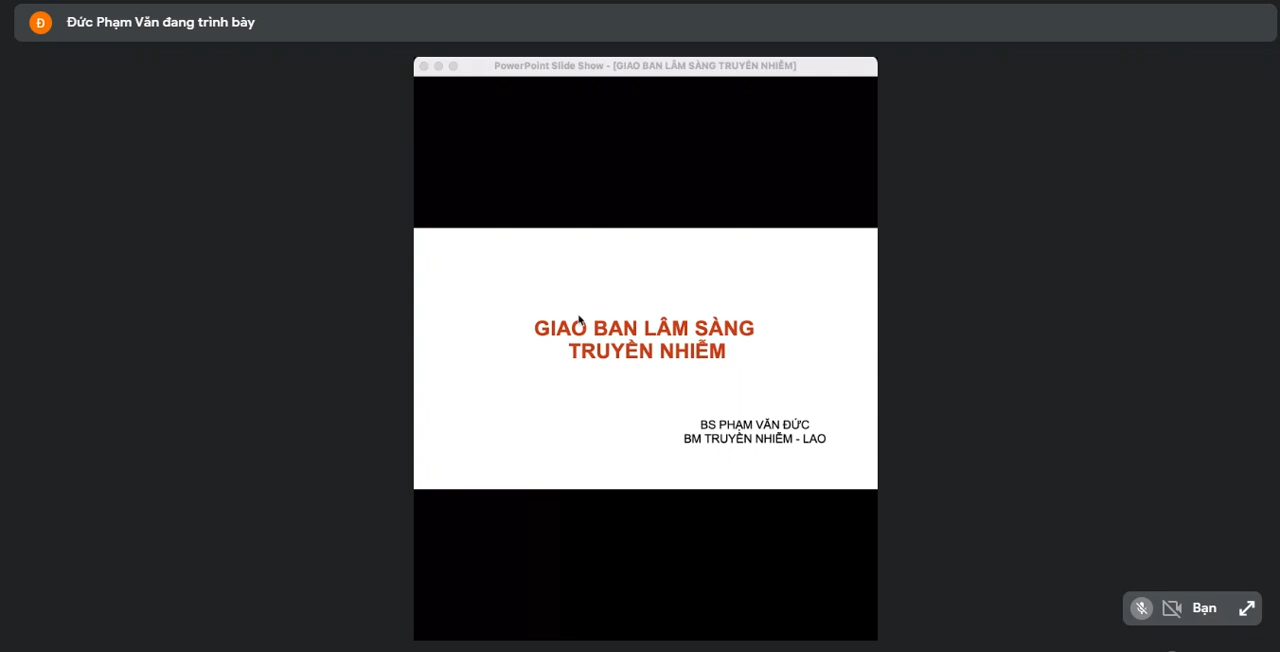 Đ
Đức Phạm Văn đang trình bày
PowerPoint Slide Show - [GIAO BAN LÂM SÀNG TRUYỀN NHIỄM]
GIAO BAN LÂM SÀNG
TRUYỀN NHIỄM
BS PHẠM VĂN ĐỨC
BM TRUYỀN NHIỄM - LAO
Bạn